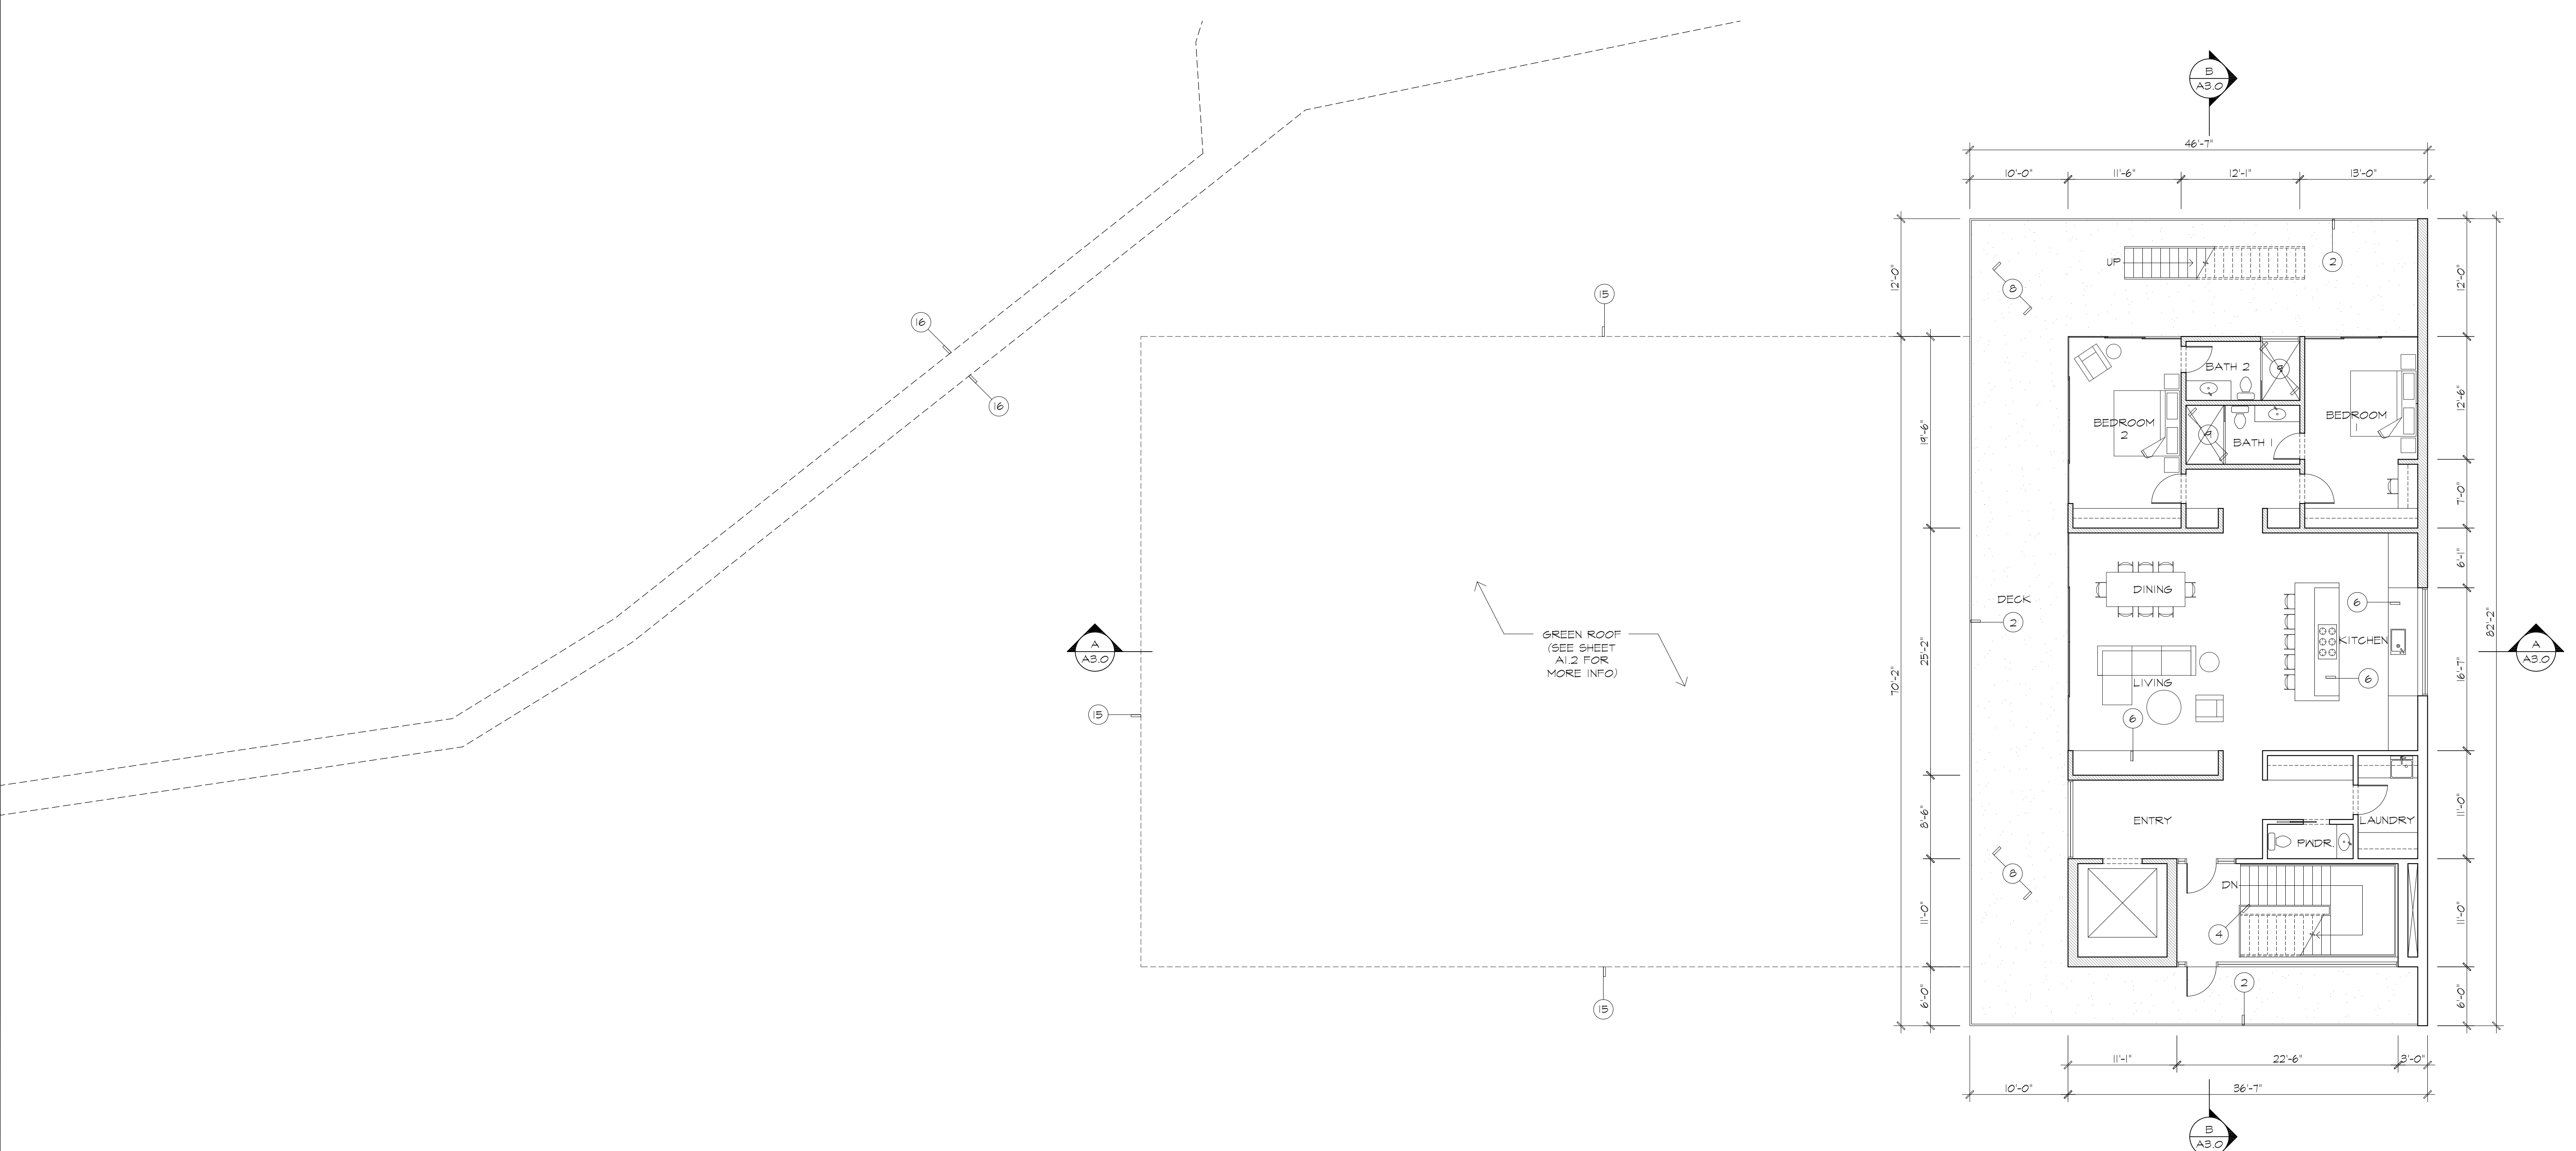 B
A3.0
46'-7"
10'-0"
11'-6"
12'-1"
13'-0"
UP
2
8
12'-0"
12'-0"
15
16
16
BATH 2
9
BEDROOM
1
BEDROOM
2
BATH 1
9
12'-6"
19'-6"
7'-0"
6'-1"
DINING
DECK
2
6
KITCHEN
82'-2"
GREEN ROOF
(SEE SHEET
A1.2 FOR
MORE INFO)
A
A3.0
A
A3.0
25'-2"
70'-2"
16'-7"
6
LIVING
15
6
8'-6"
ENTRY
LAUNDRY
11'-0"
PWDR.
8
DN
4
11'-0"
11'-0"
2
15
6'-0"
6'-0"
11'-1"
22'-6"
3'-0"
10'-0"
36'-7"
B
A3.0